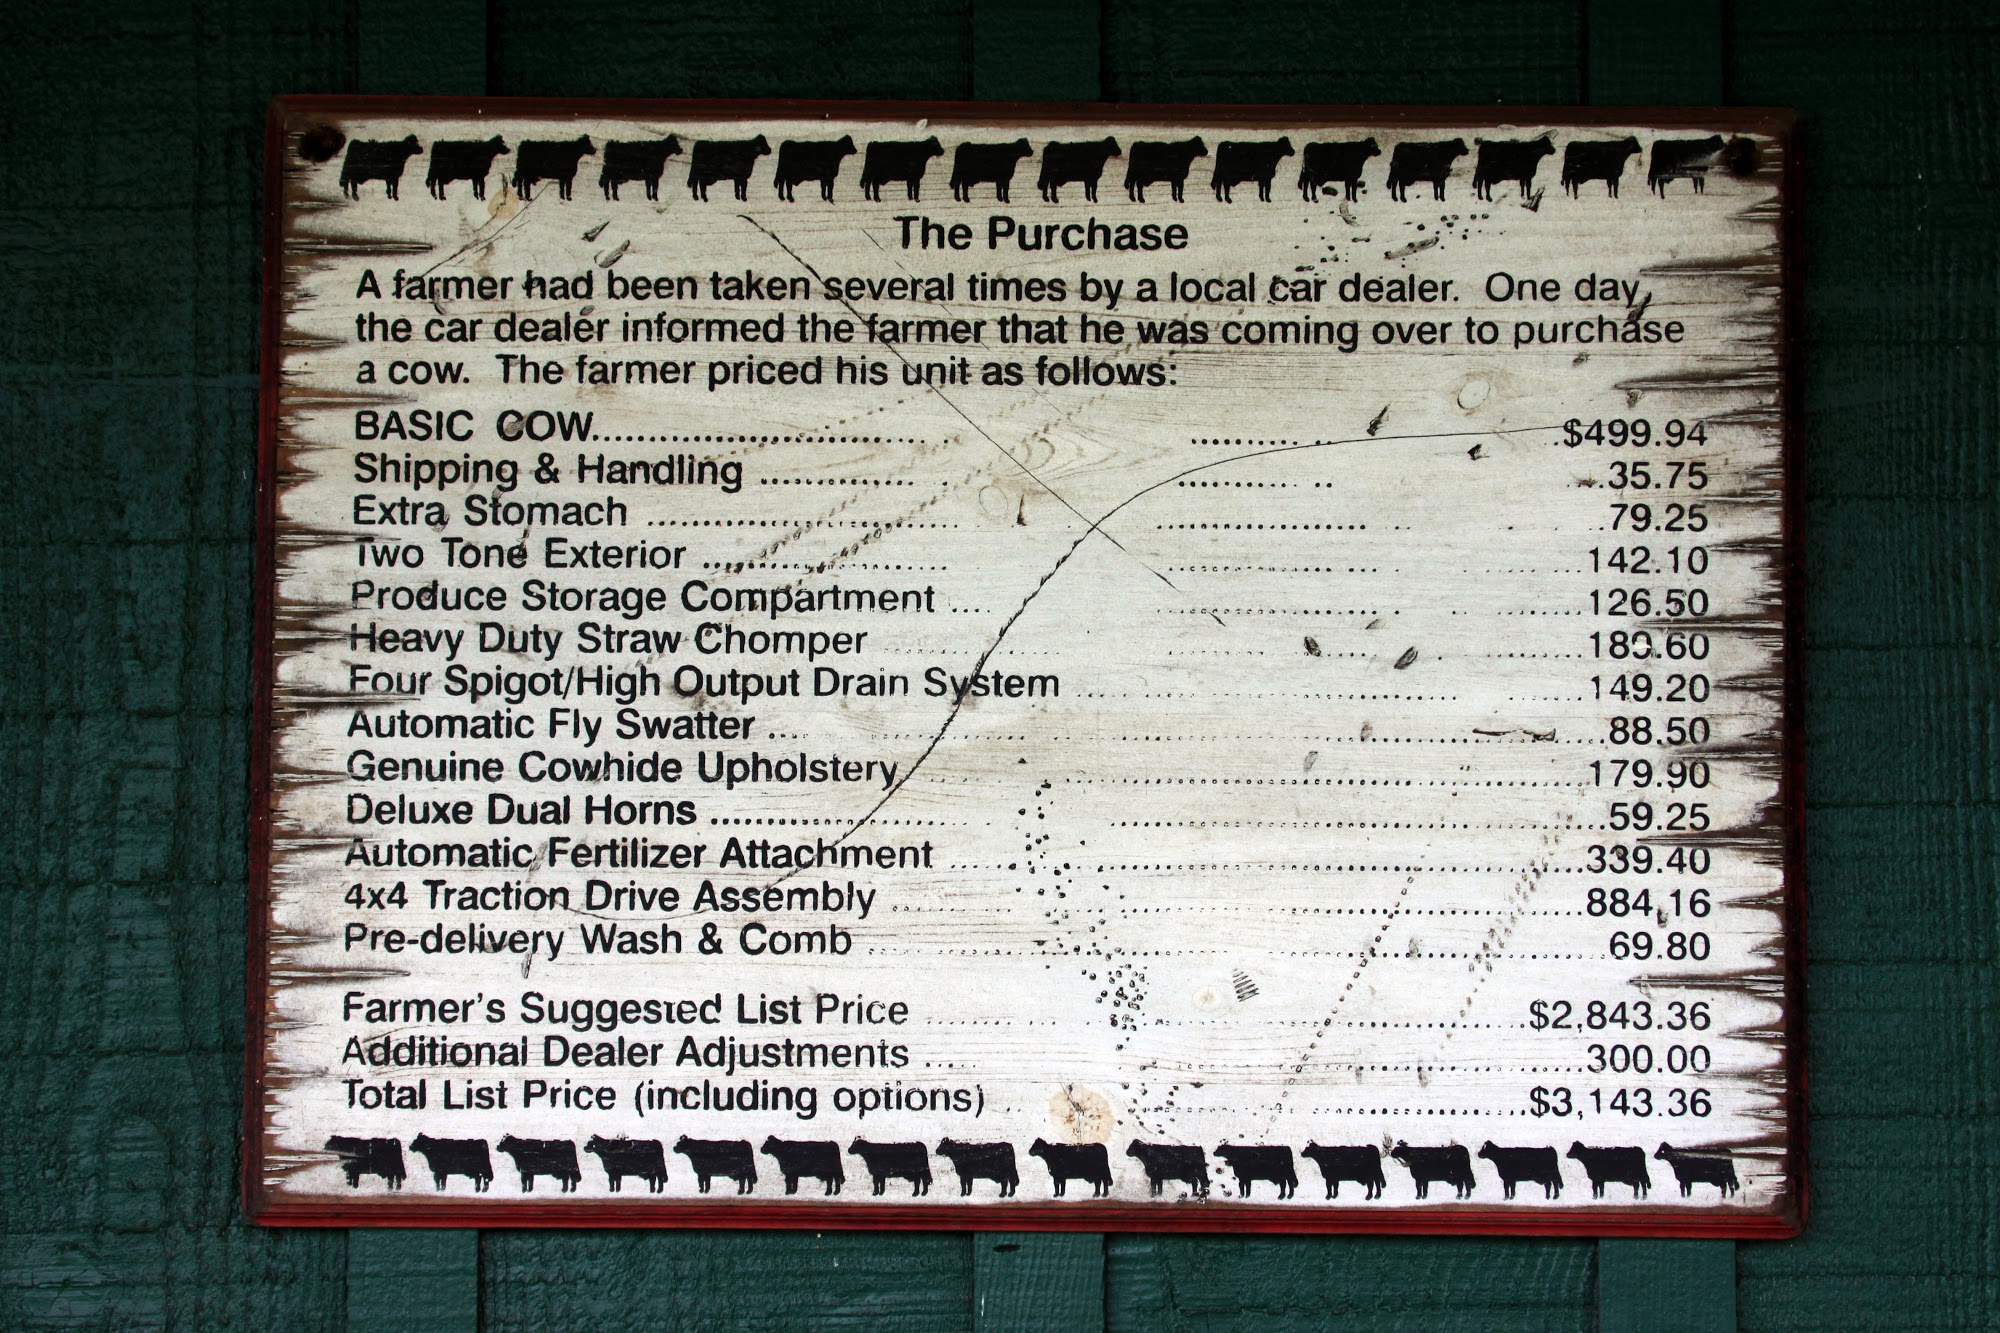 The Purchase
A farmer had been taken several times by a local car dealer. One day,
the car dealer informed the farmer that he was coming over to purchase
a cow. The farmer priced his unit as follows:
BASIC COW.......... $499.94
Shipping & Handling .......... 35.75
Extra Stomach .......... 79.25
Two Tone Exterior .......... 142.10
Produce Storage Compartment .......... 126.50
Heavy Duty Straw Chomper .......... 189.60
Four Spigot/High Output Drain System .......... 149.20
Automatic Fly Swatter .......... 88.50
Genuine Cowhide Upholstery .......... 179.90
Deluxe Dual Horns .......... 59.25
Automatic Fertilizer Attachment .......... 339.40
4x4 Traction Drive Assembly .......... 884.16
Pre-delivery Wash & Comb .......... 69.80
Farmer's Suggested List Price .......... $2,843.36
Additional Dealer Adjustments .......... 300.00
Total List Price (including options) .......... $3,143.36